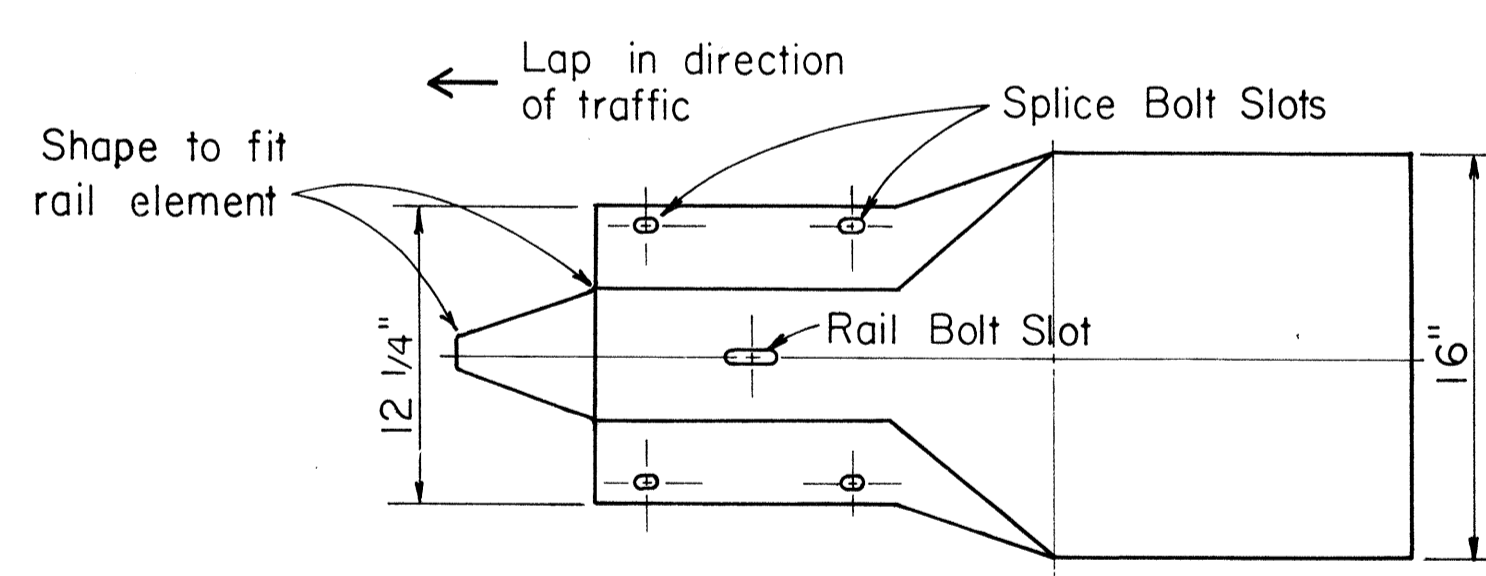 Lap in direction
of traffic
Splice Bolt Slots
Shape to fit
rail element
Rail Bolt Slot
12 1/4"
16"